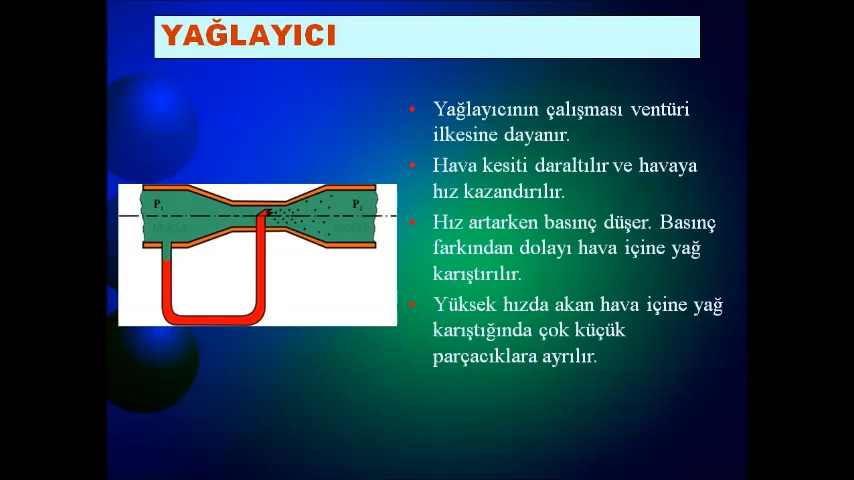 YAĞLAYICI
• Yağlayıcının çalışması ventüri
ilkesine dayanır.
• Hava kesiti daraltılır ve havaya
hız kazandırılır.
• Hız artarken basınç düşer. Basınç
farkından dolayı hava içine yağ
karıştırılır.
• Yüksek hızda akan hava içine yağ
karıştığında çok küçük
parçacıklara ayrılır.
P1
P2